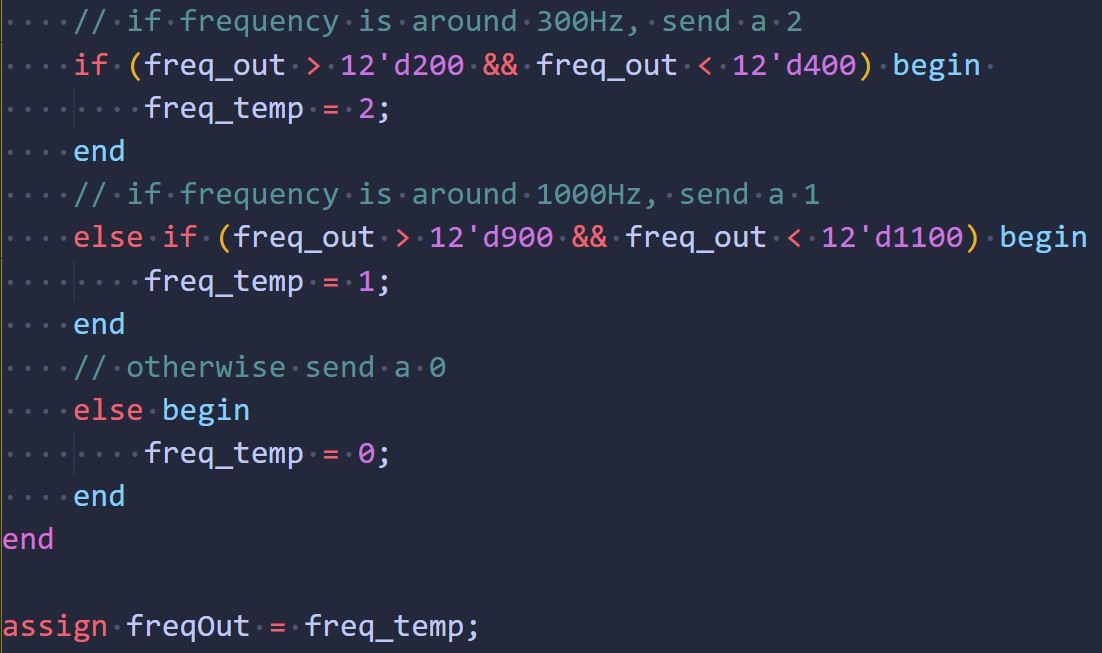 // if frequency is around 300Hz, send a 2
if (freq_out > 12'd200 && freq_out < 12'd400) begin
freq_temp = 2;
end
// if frequency is around 1000Hz, send a 1
else if (freq_out > 12'd900 && freq_out < 12'd1100) begin
freq_temp = 1;
end
// otherwise send a 0
else begin
freq_temp = 0;
end
end
assign freqOut = freq_temp;